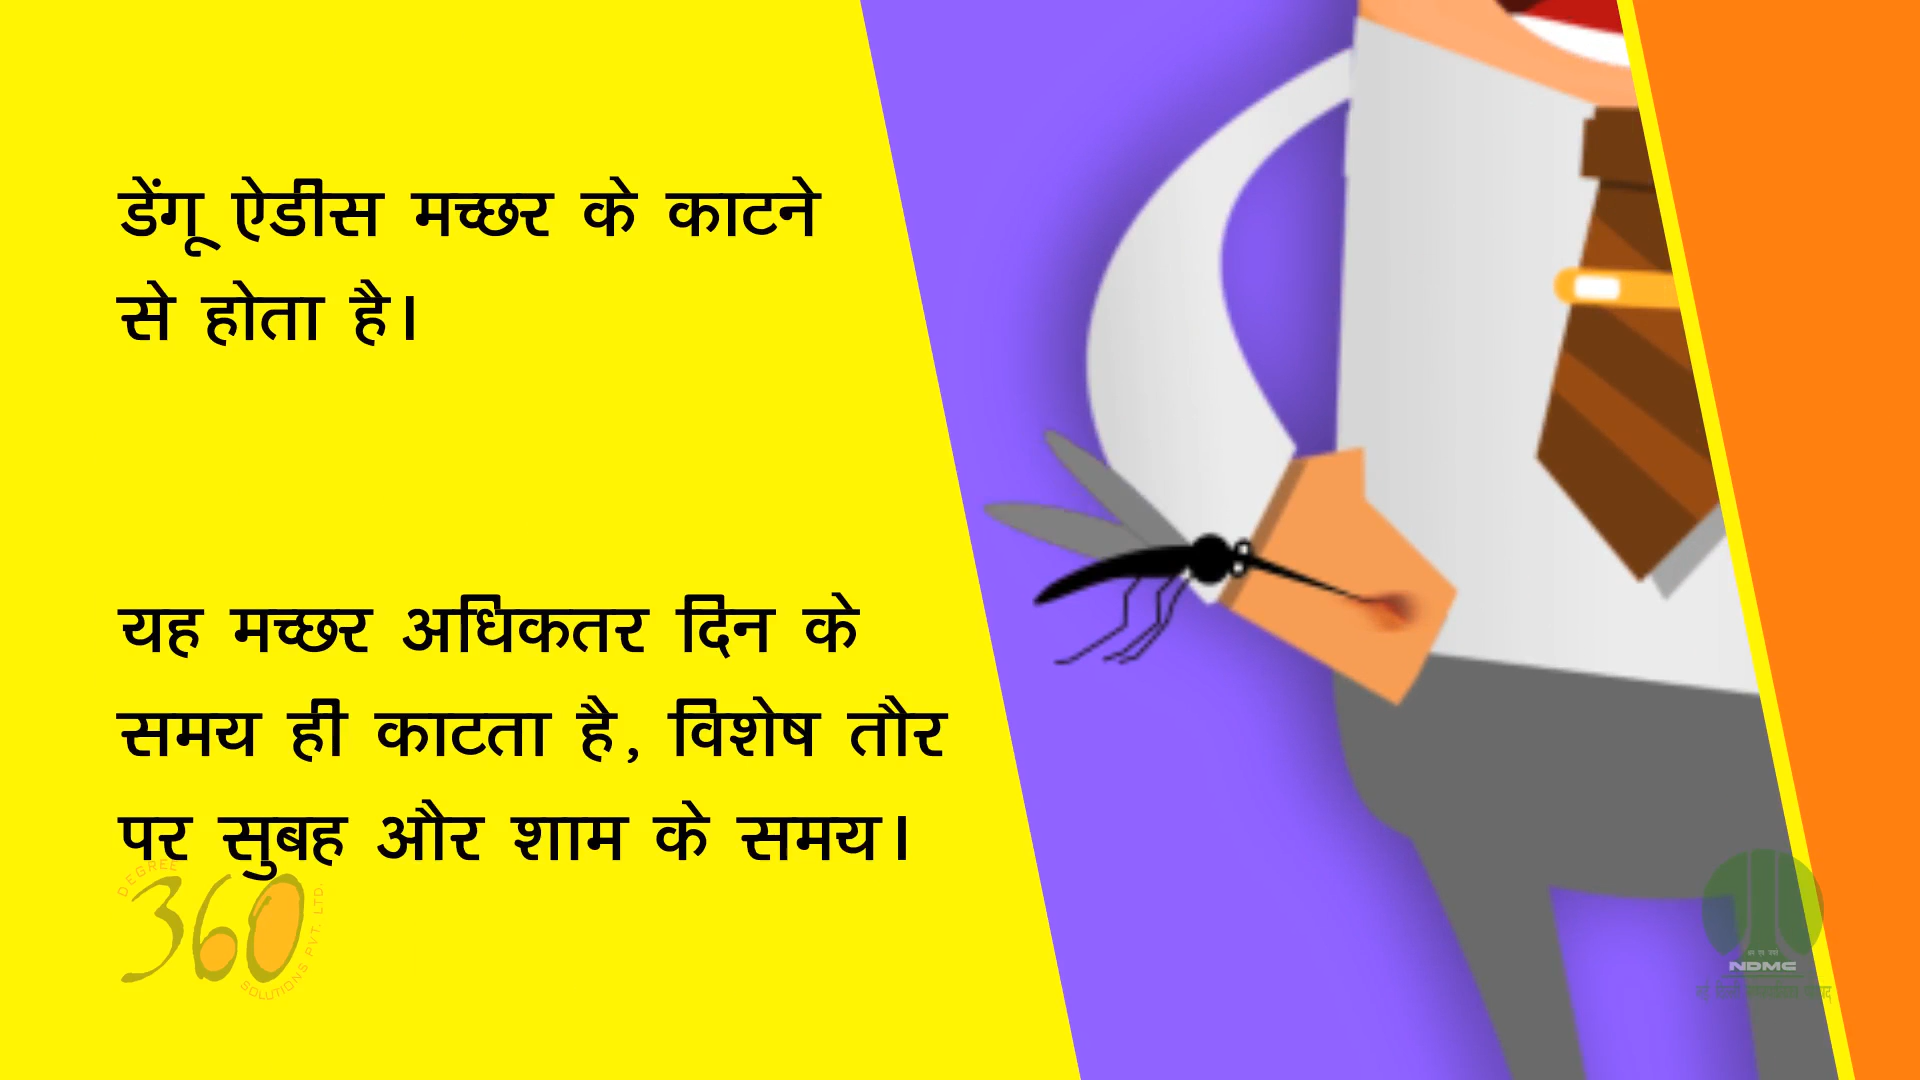 डेंगू ऐडीस मच्छर के काटने
से होता है।
यह मच्छर अधिकतर दिन के
समय ही काटता है, विशेष तौर
पर सुबह और शाम के समय।
DEGREE
360
SOLUTIONS PVT. LTD.
NDMC